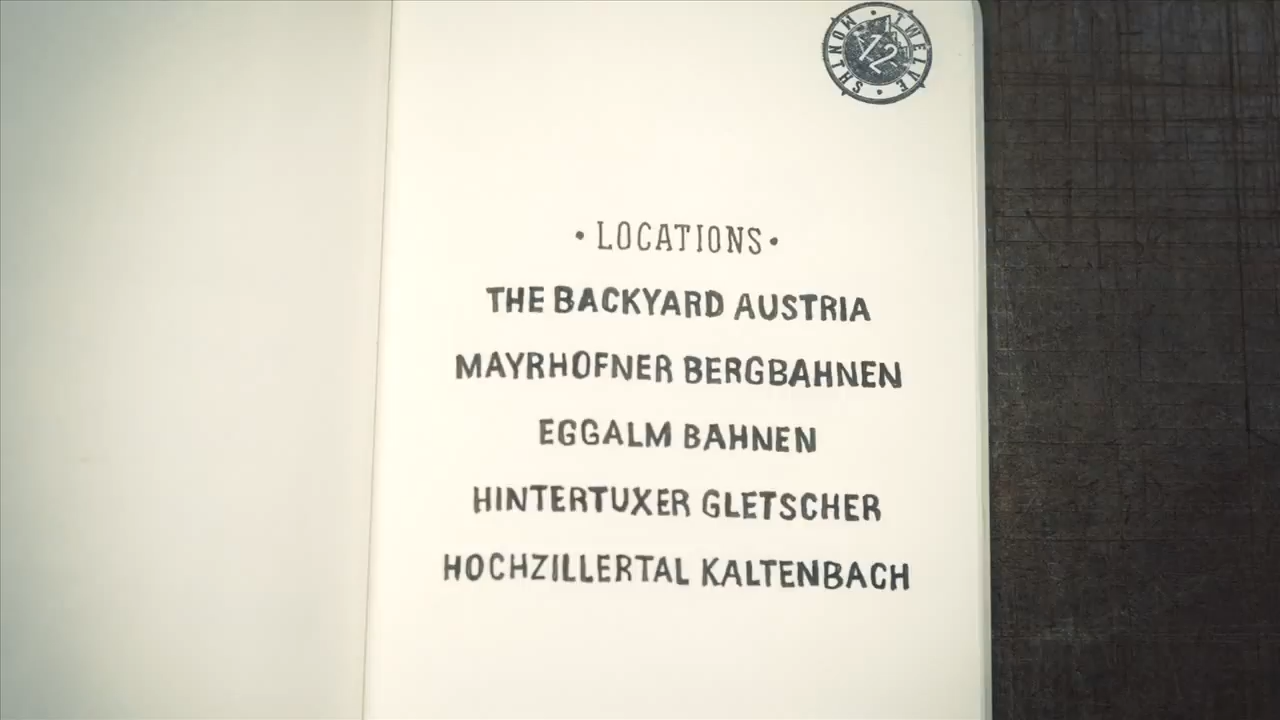 TWELVE
12
MONTHS
• LOCATIONS •
THE BACKYARD AUSTRIA
MAYRHOFNER BERGBAHNEN
EGGALM BAHNEN
HINTERTUXER GLETSCHER
HOCHZILLERTAL KALTENBACH